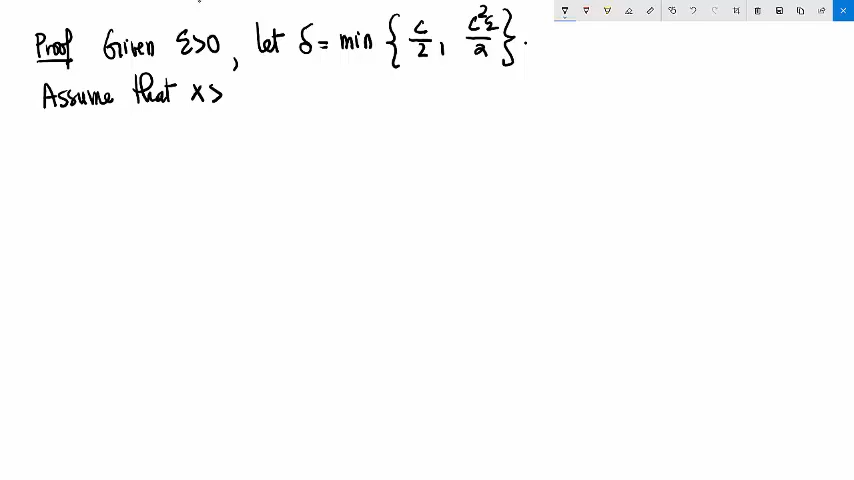 Proof Given ε>0, let δ = min { c/2, c²ε/2 }.
Assume that x>